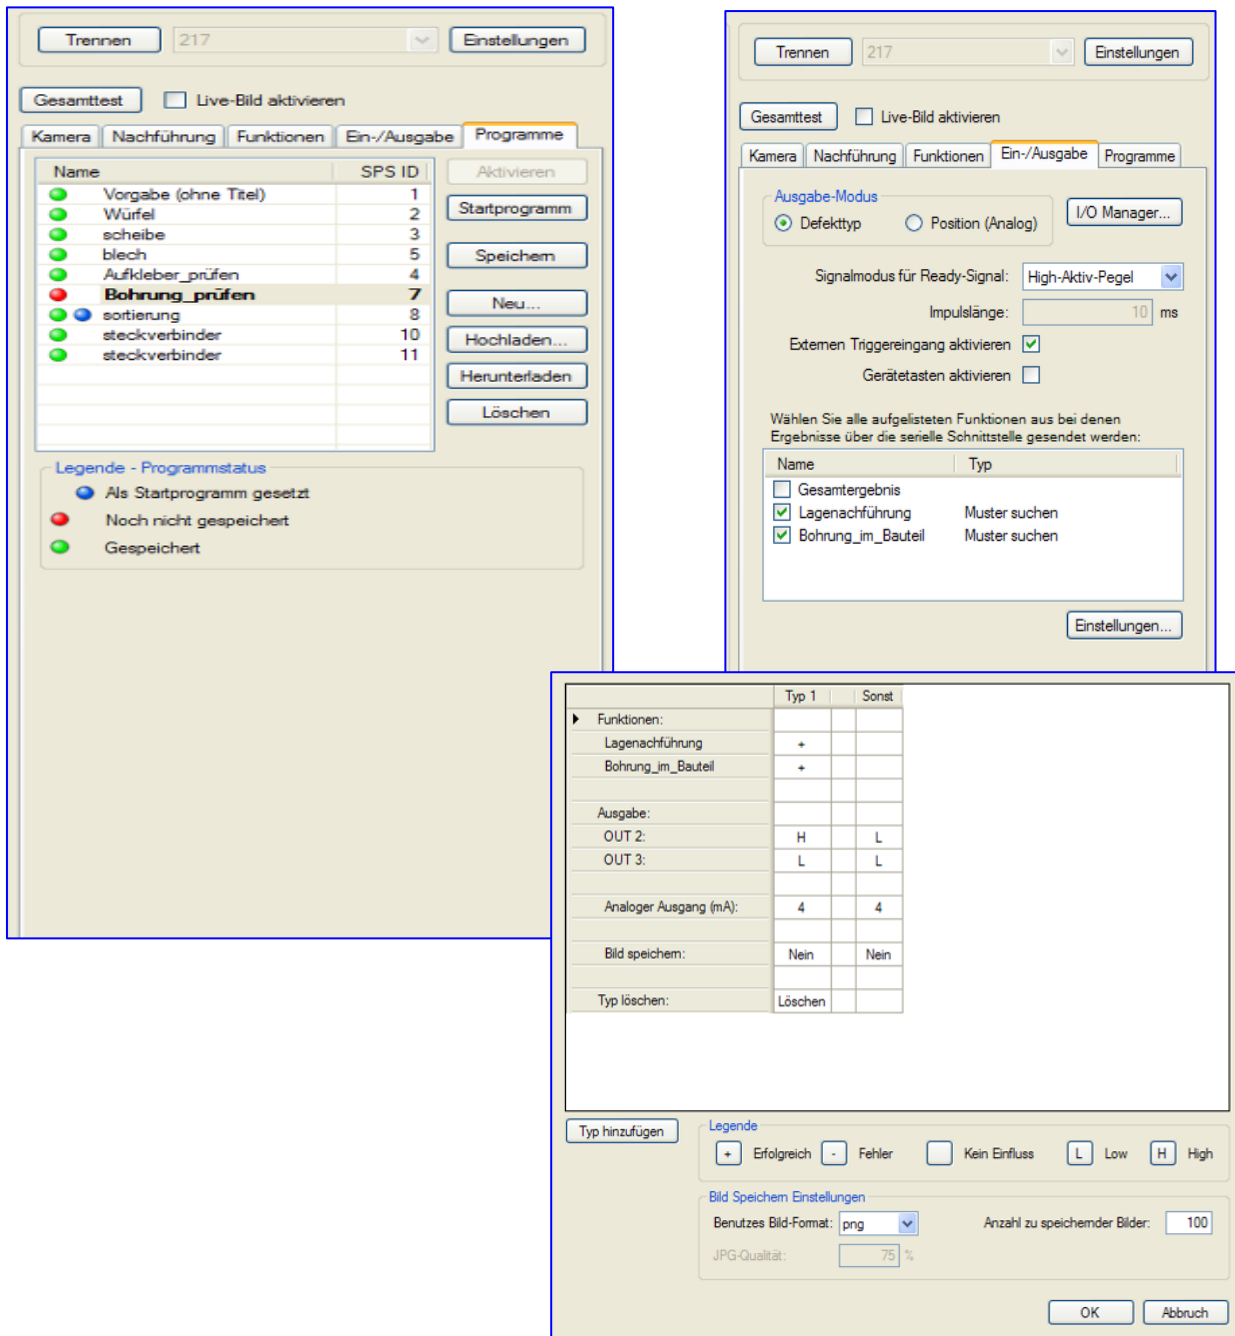 Trennen 217 Einstellungen
Gesamttest Live-Bild aktivieren
Kamera Nachführung Funktionen Ein-/Ausgabe Programme
Name SPS ID
Vorgabe (ohne Titel) 1
Würfel 2
scheibe 3
blech 5
Aufkleber_prüfen 4
Bohrung_prüfen 7
sortierung 8
steckverbinder 10
steckverbinder 11
Aktivieren
Startprogramm
Speichern
Neu...
Hochladen...
Herunterladen
Löschen
Legende - Programmstatus
Als Startprogramm gesetzt
Noch nicht gespeichert
Gespeichert
Trennen 217 Einstellungen
Gesamttest Live-Bild aktivieren
Kamera Nachführung Funktionen Ein-/Ausgabe Programme
Ausgabe-Modus
Defekttyp Position (Analog) I/O Manager...
Signalmodus für Ready-Signal: High-Aktiv-Pegel
Impulslänge: 10 ms
Externen Triggereingang aktivieren
Gerätetasten aktivieren
Wählen Sie alle aufgelisteten Funktionen aus bei denen
Ergebnisse über die serielle Schnittstelle gesendet werden:
Name Typ
Gesamtergebnis
Lagenachführung Muster suchen
Bohrung_im_Bauteil Muster suchen
Einstellungen...
Typ 1 Sonst
Funktionen:
Lagenachführung +
Bohrung_im_Bauteil +
Ausgabe:
OUT 2: H L
OUT 3: L L
Analoger Ausgang (mA): 4 4
Bild speichern: Nein Nein
Typ löschen: Löschen
Typ hinzufügen
Legende
+ Erfolgreich - Fehler Kein Einfluss L Low H High
Bild Speichern Einstellungen
Benutzes Bild-Format: png Anzahl zu speichernder Bilder: 100
JPG-Qualität: 75 %
OK Abbruch